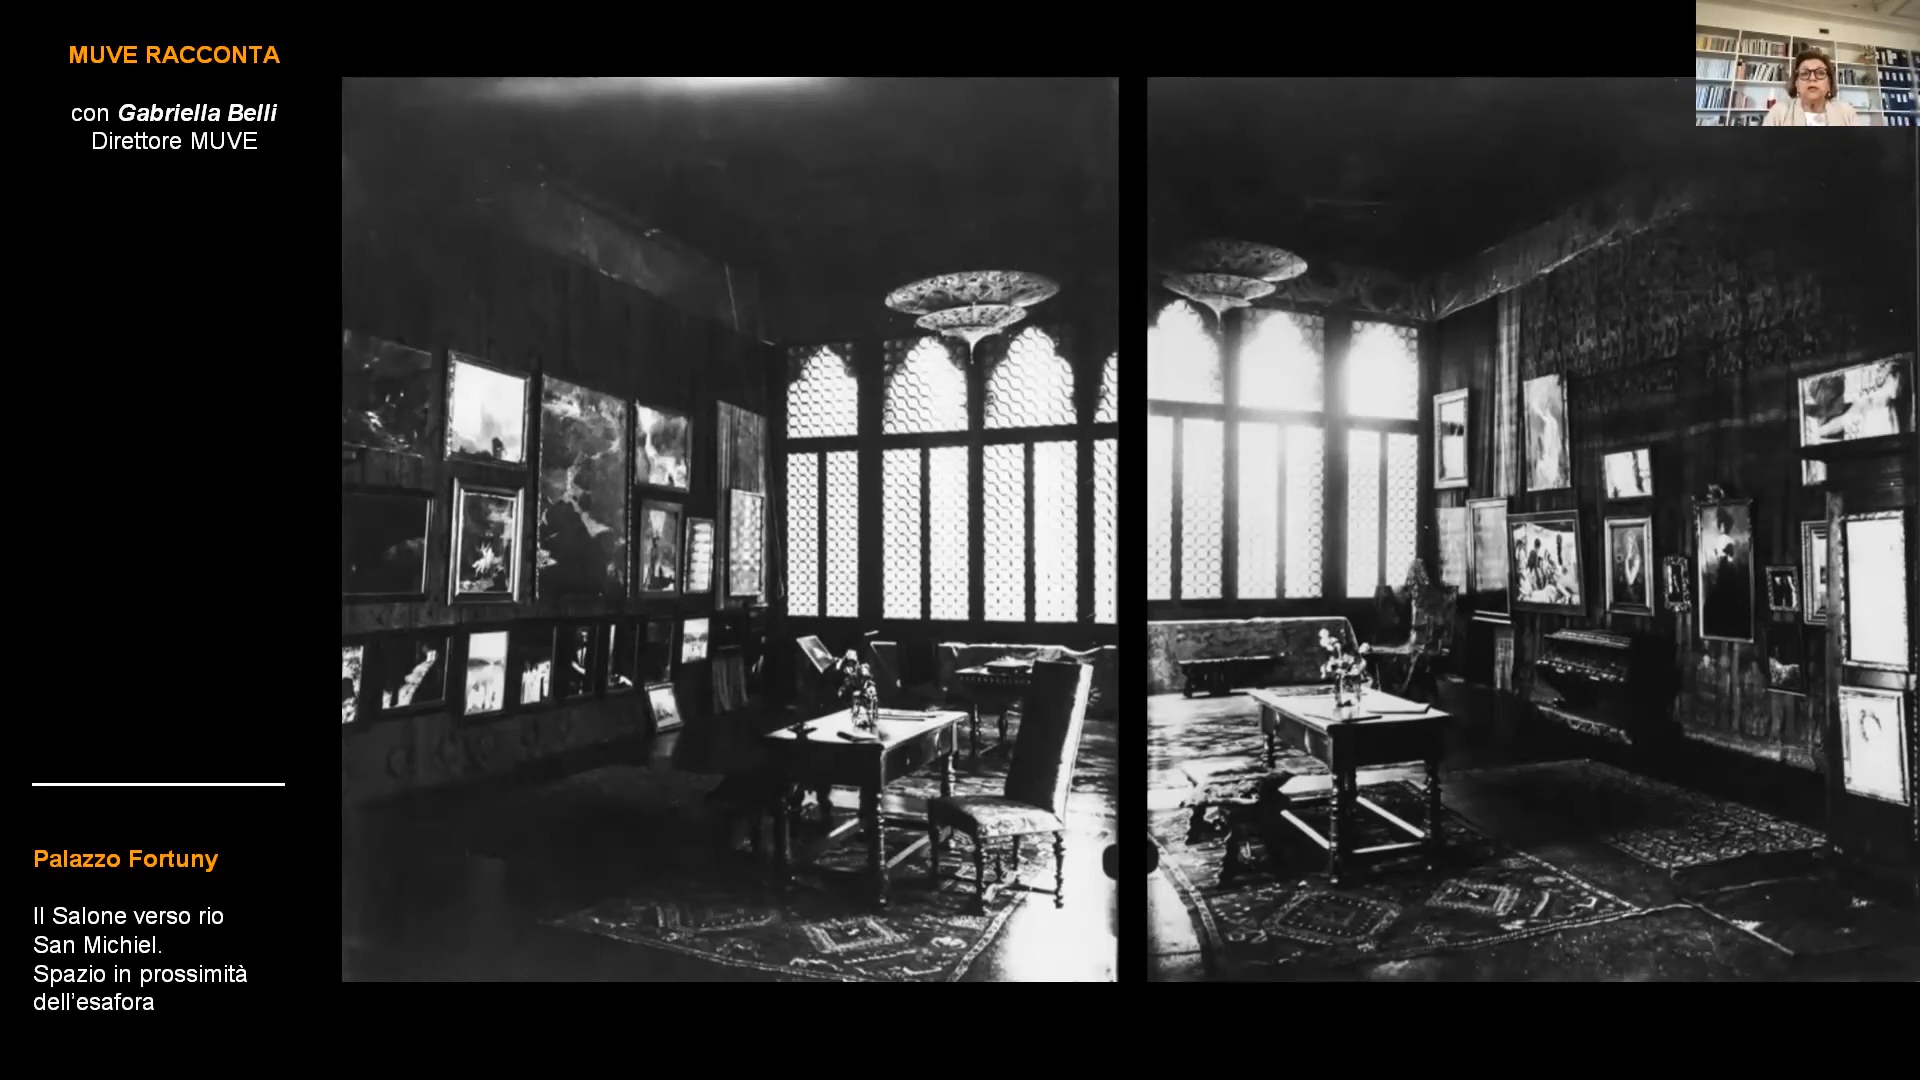 MUVE RACCONTA
con Gabriella Belli
Direttore MUVE
Palazzo Fortuny
Il Salone verso rio
San Michiel.
Spazio in prossimità
dell’esafora